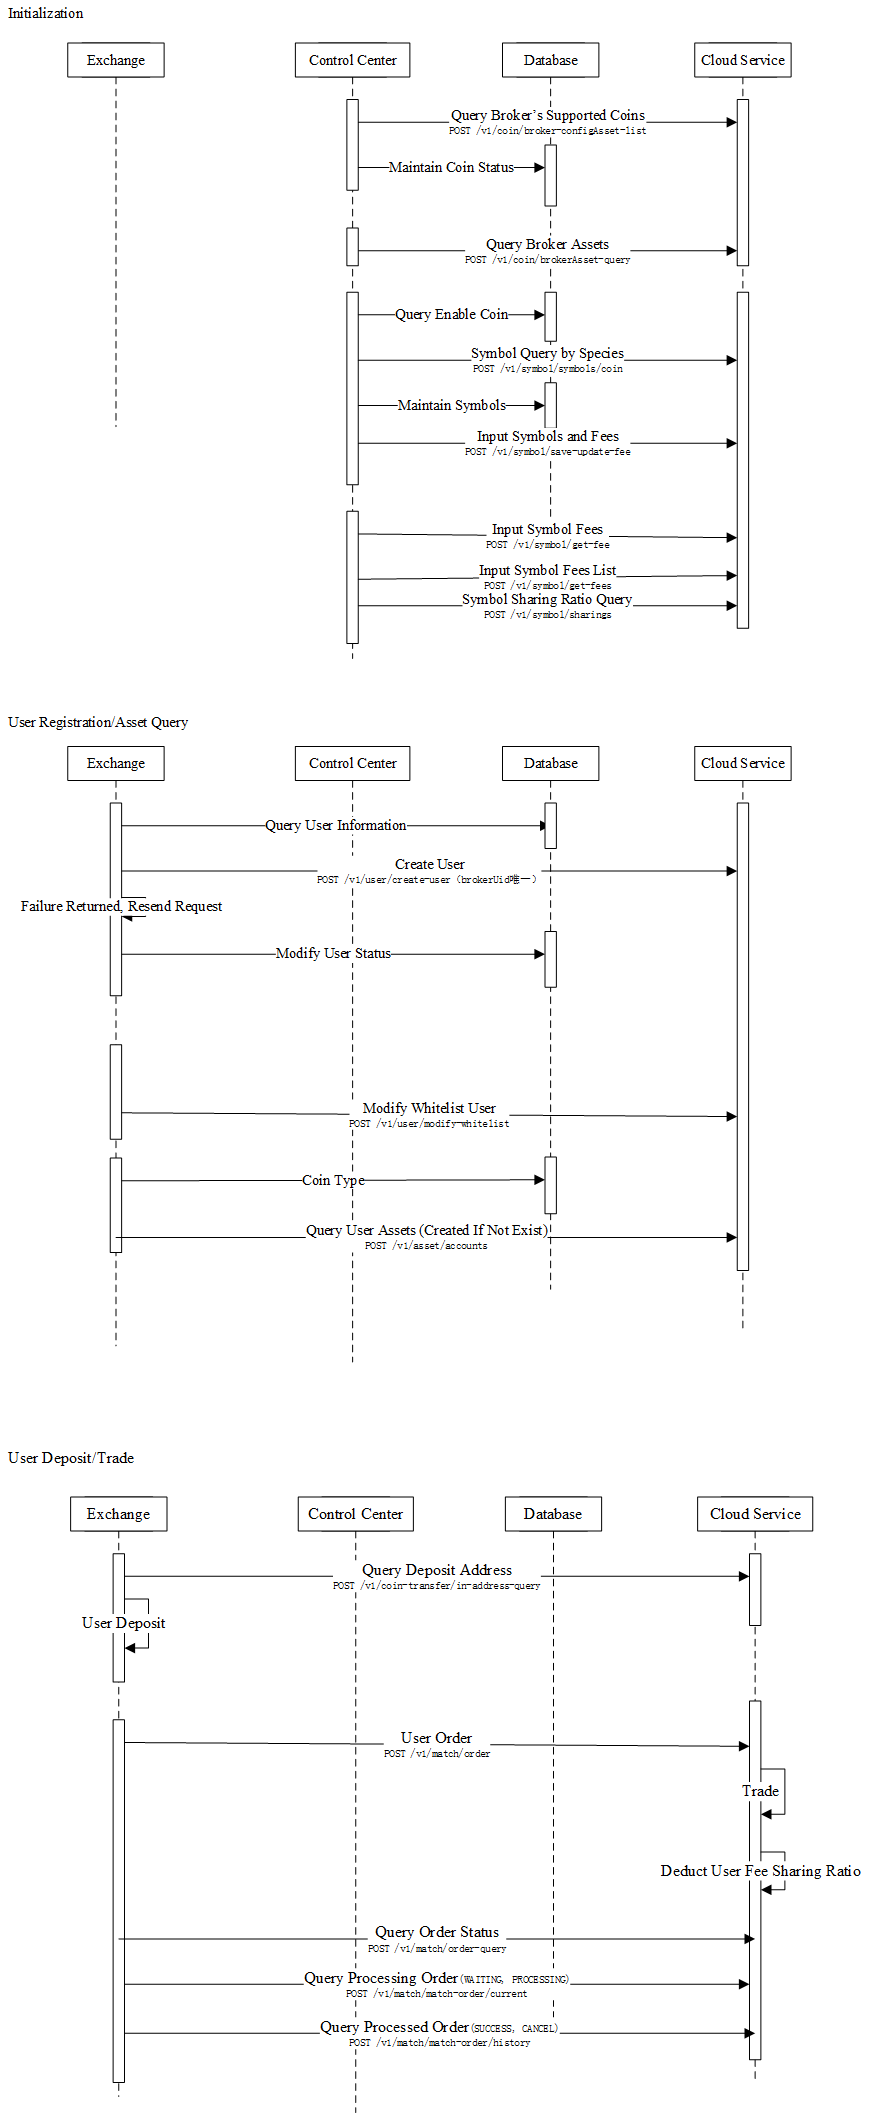 Initialization
Exchange
Control Center
Database
Cloud Service
Query Broker's Supported Coins
POST /v1/coin/broker-configAsset-list
Maintain Coin Status
Query Broker Assets
POST /v1/coin/brokerAsset-query
Query Enable Coin
Symbol Query by Species
POST /v1/symbol/symbols/coin
Maintain Symbols
Input Symbols and Fees
POST /v1/symbol/save-update-fee
Input Symbol Fees
POST /v1/symbol/get-fee
Input Symbol Fees List
POST /v1/symbol/get-fees
Symbol Sharing Ratio Query
POST /v1/symbol/sharings
User Registration/Asset Query
Exchange
Control Center
Database
Cloud Service
Query User Information
Create User
POST /v1/user/create-user（brokerUid唯一）
Failure Returned, Resend Request
Modify User Status
Modify Whitelist User
POST /v1/user/modify-whitelist
Coin Type
Query User Assets (Created If Not Exist)
POST /v1/asset/accounts
User Deposit/Trade
Exchange
Control Center
Database
Cloud Service
Query Deposit Address
POST /v1/coin-transfer/in-address-query
User Deposit
User Order
POST /v1/match/order
Trade
Deduct User Fee Sharing Ratio
Query Order Status
POST /v1/match/order-query
Query Processing Order(WAITING, PROCESSING)
POST /v1/match/match-order/current
Query Processed Order(SUCCESS, CANCEL)
POST /v1/match/match-order/history